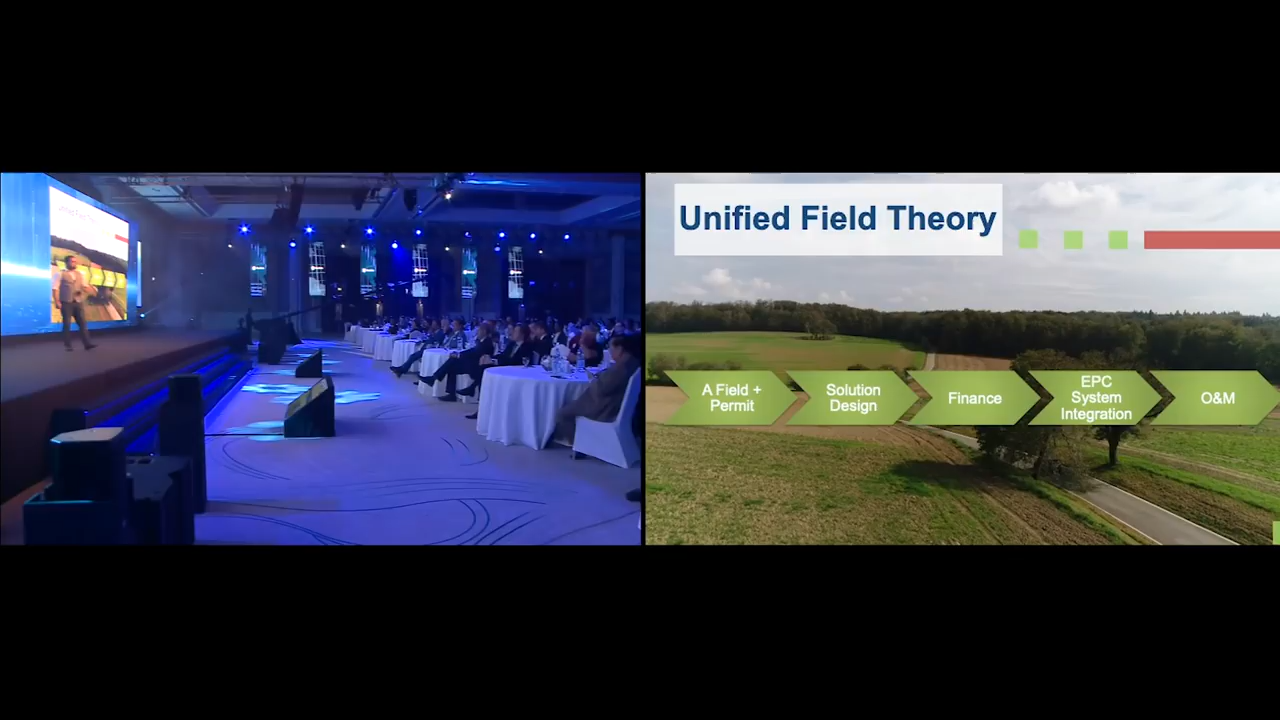 Unified Field Theory
A Field +
Permit
Solution
Design
Finance
EPC
System
Integration
O&M